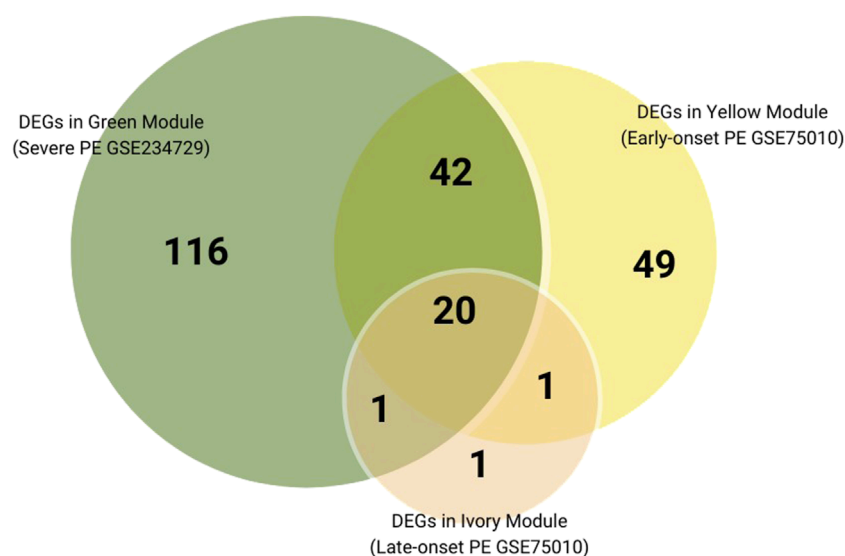 DEGs in Green Module
(Severe PE GSE234729)
DEGs in Yellow Module
(Early-onset PE GSE75010)
42
116
49
20
1
1
1
DEGs in Ivory Module
(Late-onset PE GSE75010)